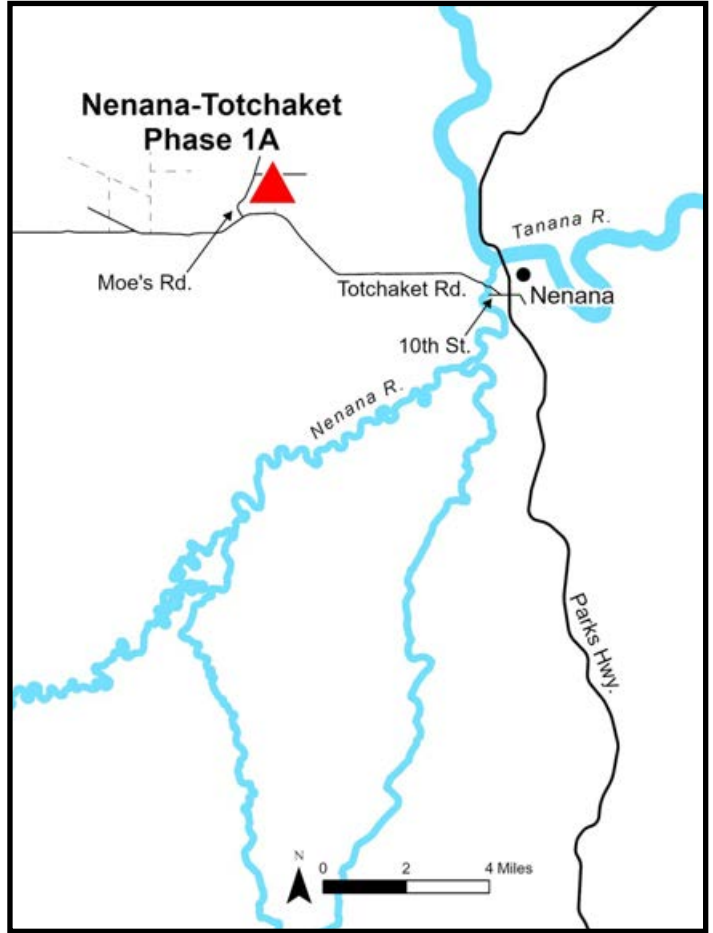 Nenana-Totchaket
Phase 1A
Tanana R.
Moe's Rd.
Totchaket Rd.
Nenana
10th St.
Nenana R.
Parks Hwy.
N
0 2 4 Miles